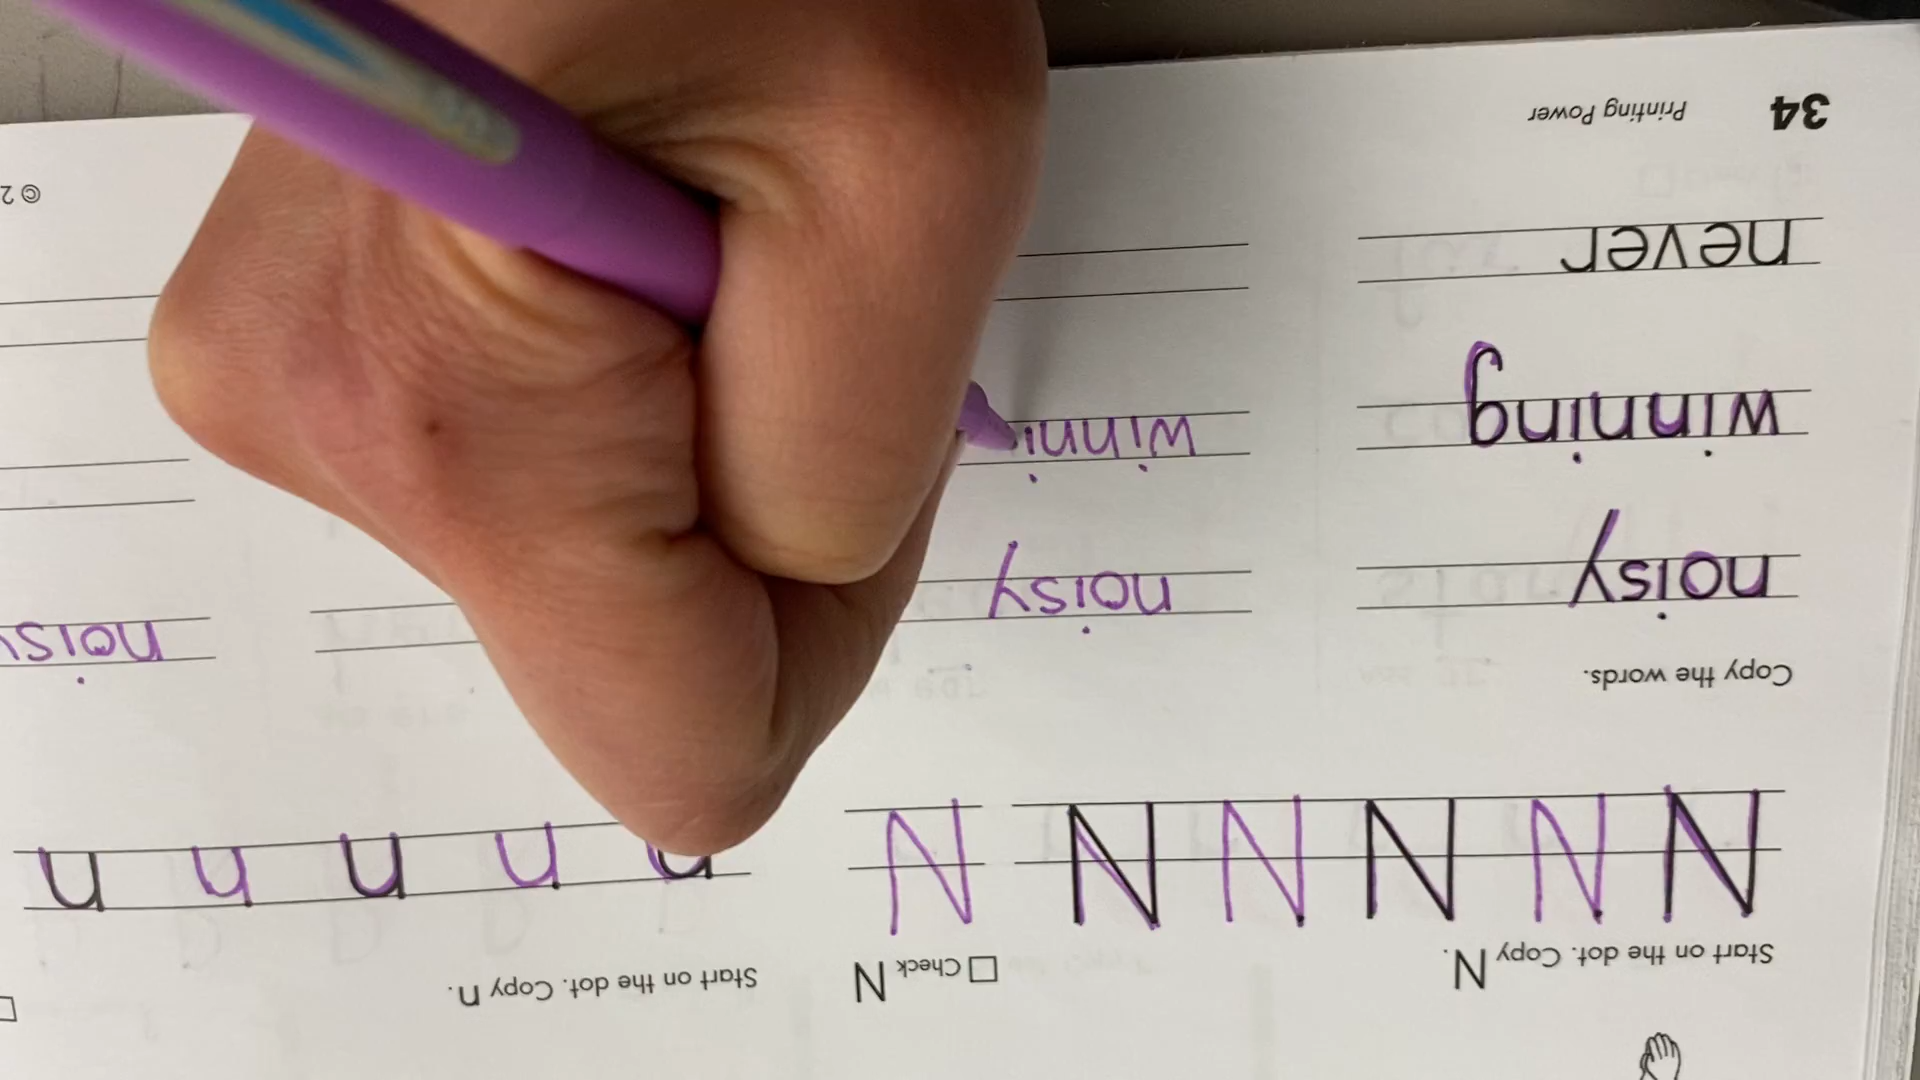 Start on the dot. Copy N. ☐ Check N
N N N N N N
Start on the dot. Copy n.
n n n n n
Copy the words.
noisy noisy noisy
winning winni
never
34 Printing Power © 2